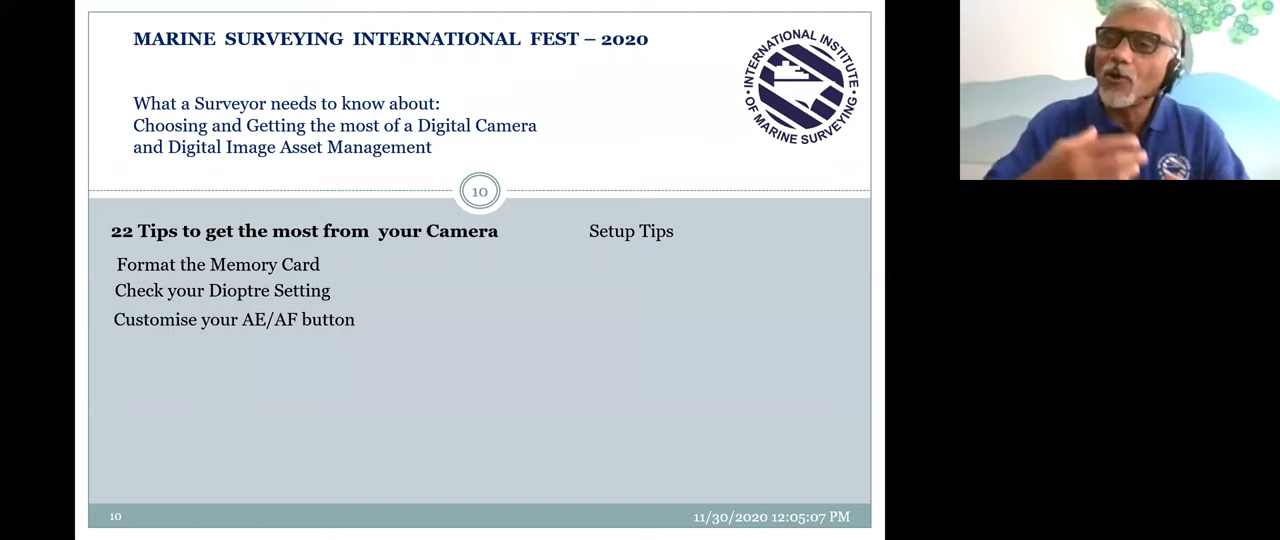 MARINE SURVEYING INTERNATIONAL FEST – 2020
INTERNATIONAL INSTITUTE
• OF MARINE SURVEYING •
What a Surveyor needs to know about:
Choosing and Getting the most of a Digital Camera
and Digital Image Asset Management
10
22 Tips to get the most from your Camera
Setup Tips
Format the Memory Card
Check your Dioptre Setting
Customise your AE/AF button
10
11/30/2020 12:05:07 PM